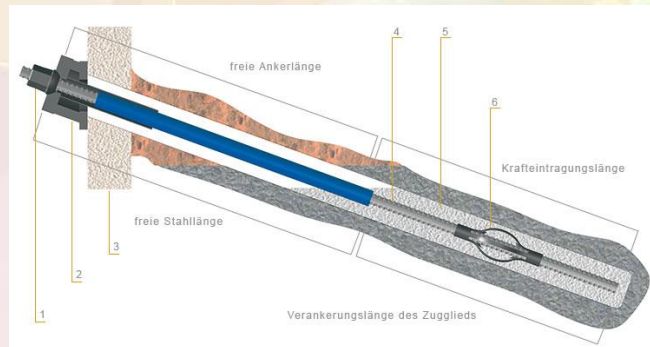 4
5
freie Ankerlänge
6
Krafteintragungslänge
freie Stahllänge
3
2
1
Verankerungslänge des Zugglieds